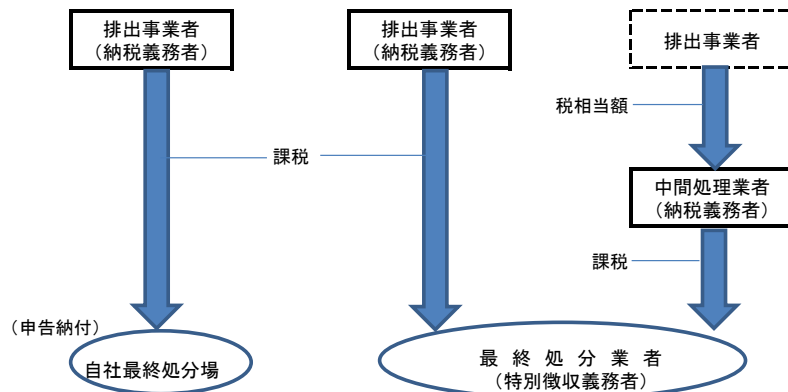 排出事業者
（納税義務者）
排出事業者
（納税義務者）
排出事業者
税相当額
課税
中間処理業者
（納税義務者）
課税
（申告納付）
自社最終処分場
最 終 処 分 業 者
（特別徴収義務者）